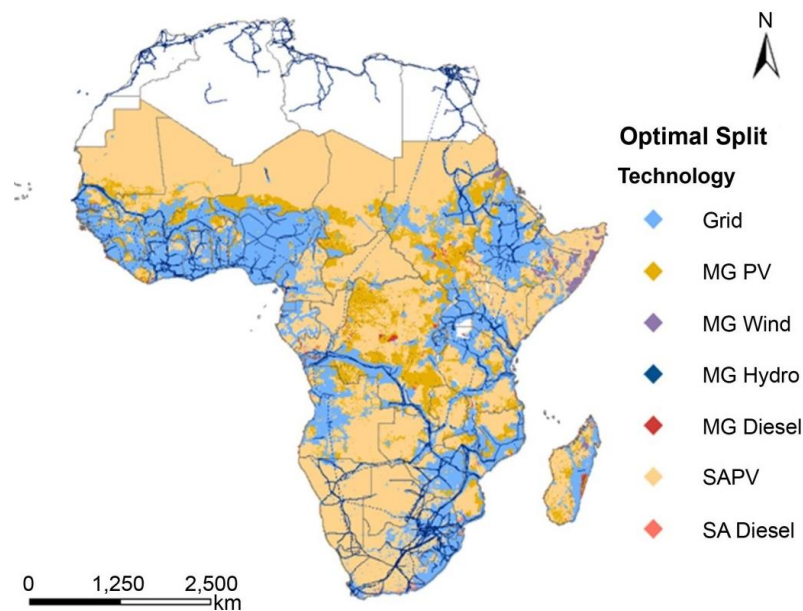 N
Optimal Split
Technology
Grid
MG PV
MG Wind
MG Hydro
MG Diesel
SAPV
SA Diesel
0 1,250 2,500
km